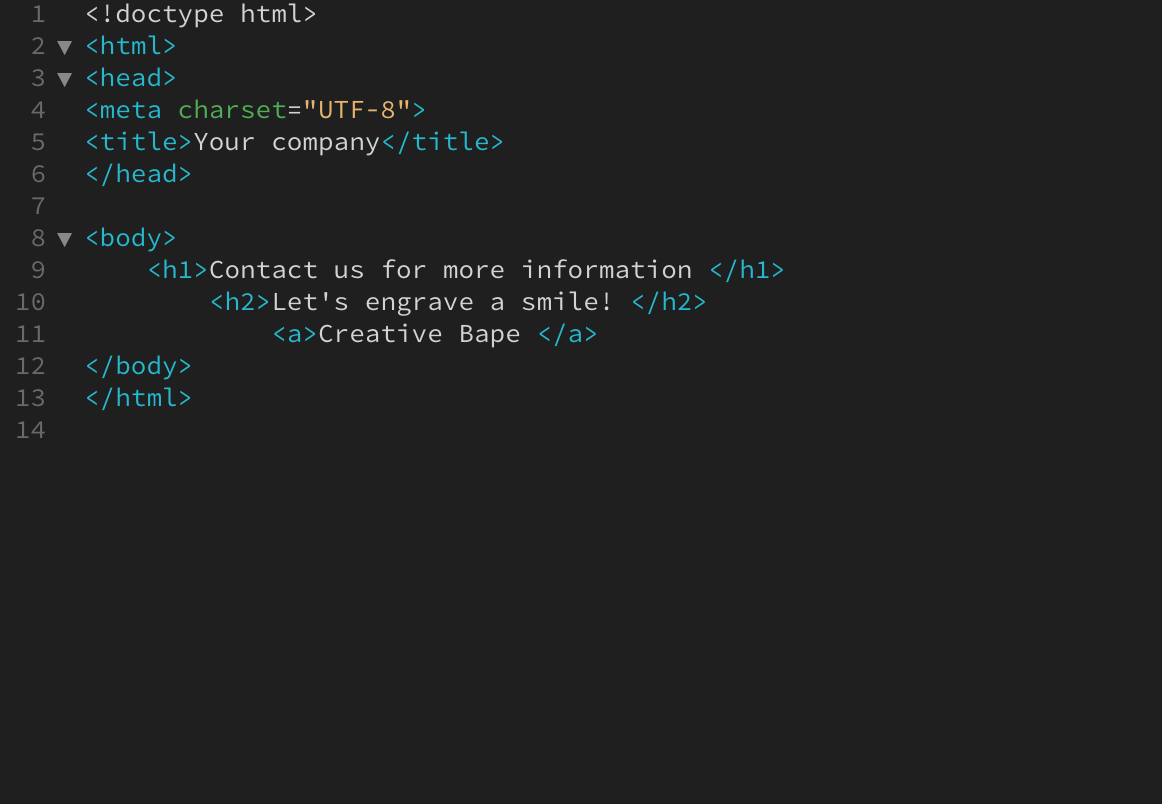 1 <!doctype html>
2 ▼ <html>
3 ▼ <head>
4 <meta charset="UTF-8">
5 <title>Your company</title>
6 </head>
7
8 ▼ <body>
9 <h1>Contact us for more information </h1>
10 <h2>Let's engrave a smile! </h2>
11 <a>Creative Bape </a>
12 </body>
13 </html>
14